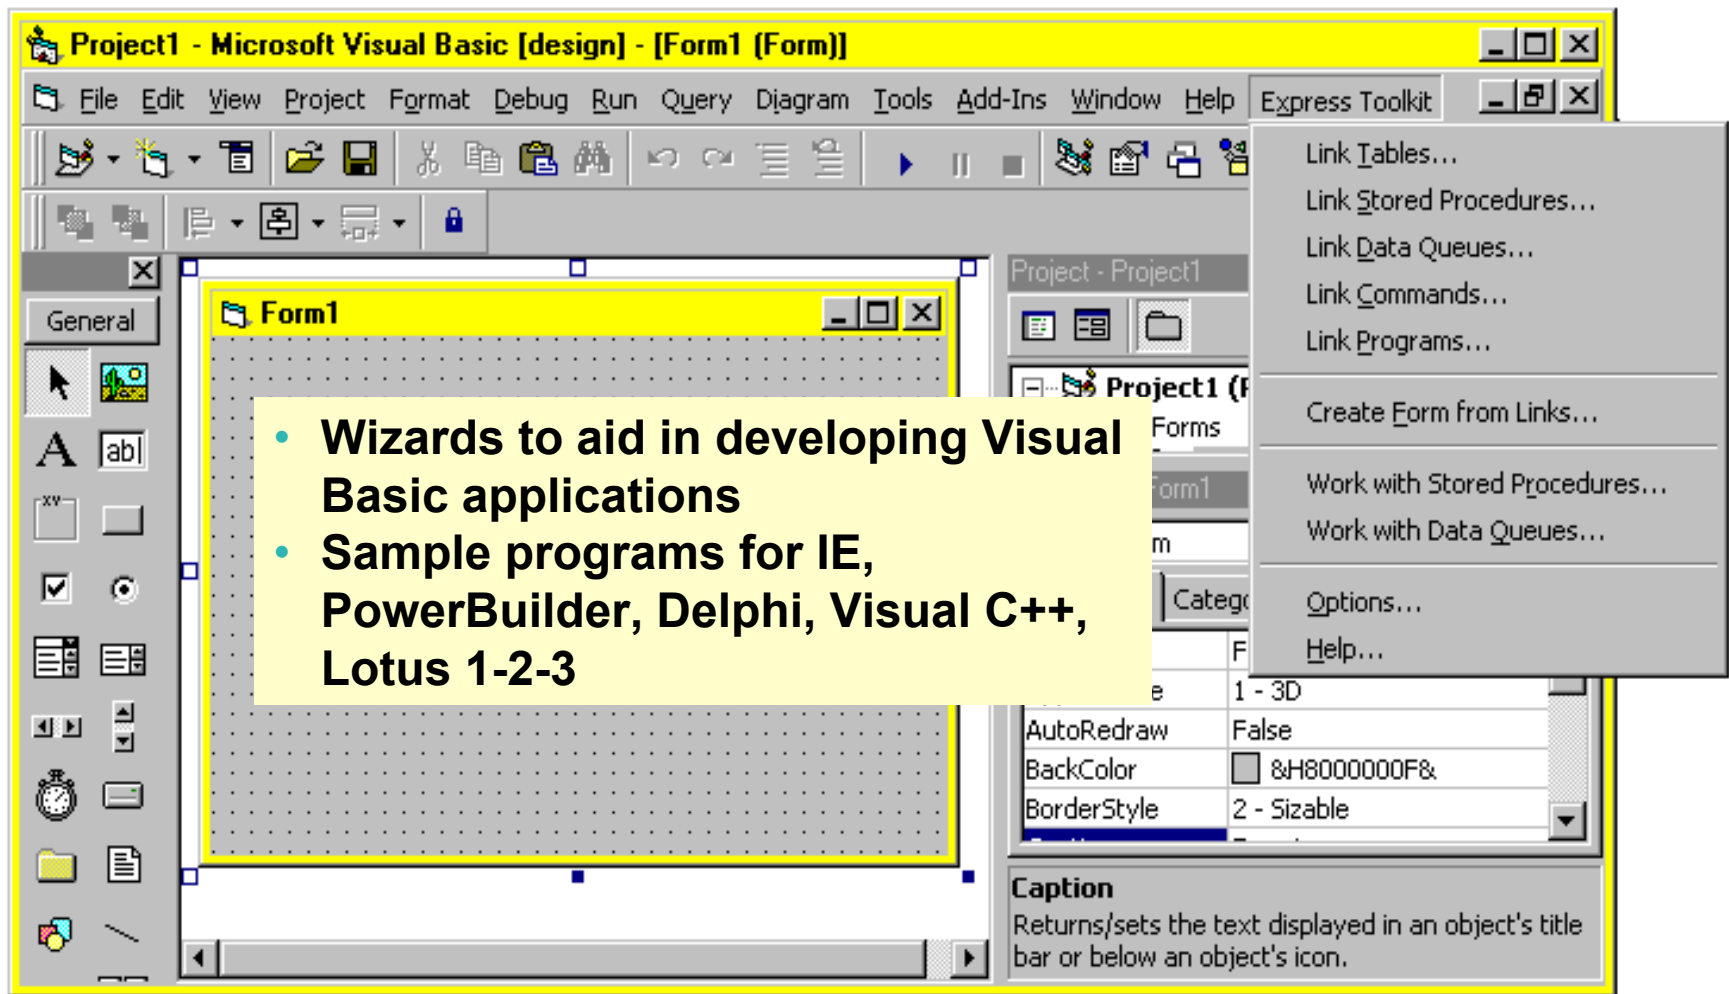 Project1 - Microsoft Visual Basic [design] - [Form1 (Form)]
File Edit View Project Format Debug Run Query Diagram Tools Add-Ins Window Help Express Toolkit
Link Tables...
Link Stored Procedures...
Link Data Queues...
Link Commands...
Link Programs...
Create Form from Links...
Work with Stored Procedures...
Work with Data Queues...
Options...
Help...
General
A
ab
XY
Form1
Project - Project1
Project1 (
Forms
Form1
• Wizards to aid in developing Visual
Basic applications
• Sample programs for IE,
PowerBuilder, Delphi, Visual C++,
Lotus 1-2-3
1 - 3D
AutoRedraw False
BackColor &H8000000F&
BorderStyle 2 - Sizable
Caption
Returns/sets the text displayed in an object's title
bar or below an object's icon.